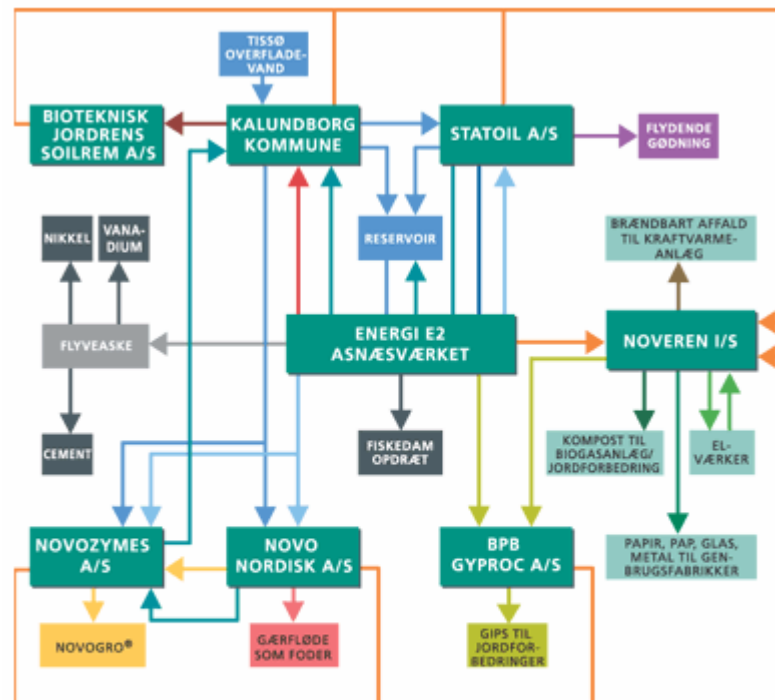 TISSØ
OVERFLADE-
VAND
BIOTEKNISK
JORDRENS
SOILREM A/S
KALUNDBORG
KOMMUNE
STATOIL A/S
FLYDENDE
GØDNING
NIKKEL
VANA-
DIUM
RESERVOIR
BRÆNDBART AFFALD
TIL KRAFTVARME-
ANLÆG
FLYVEASKE
ENERGI E2
ASNÆSVÆRKET
NOVEREN I/S
CEMENT
FISKEDAM
OPDRÆT
KOMPOST TIL
BIOGASANLÆG/
JORDFORBEDRING
EL-
VÆRKER
NOVOZYMES
A/S
NOVO
NORDISK A/S
BPB
GYPROC A/S
PAPIR, PAP, GLAS,
METAL TIL GEN-
BRUGSFABRIKKER
NOVOGRO®
GÆRFLØDE
SOM FODER
GIPS TIL
JORDFOR-
BEDRINGER